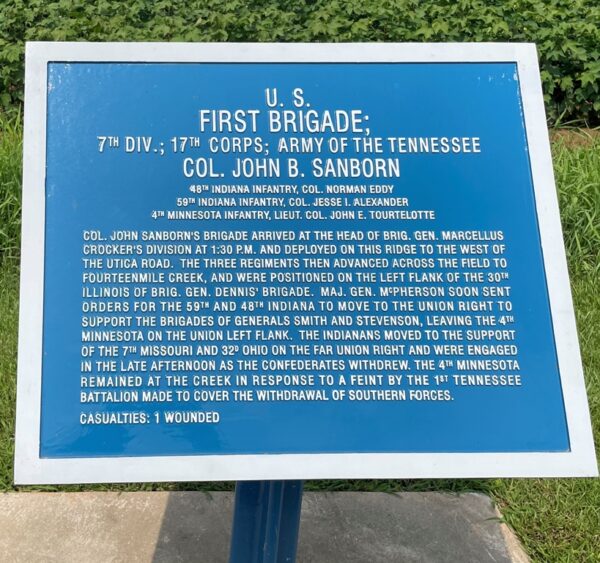 U. S.
FIRST BRIGADE;
7TH DIV.; 17TH CORPS; ARMY OF THE TENNESSEE
COL. JOHN B. SANBORN
48TH INDIANA INFANTRY, COL. NORMAN EDDY
59TH INDIANA INFANTRY, COL. JESSE I. ALEXANDER
4TH MINNESOTA INFANTRY, LIEUT. COL. JOHN E. TOURTELOTTE
COL. JOHN SANBORN'S BRIGADE ARRIVED AT THE HEAD OF BRIG. GEN. MARCELLUS
CROCKER'S DIVISION AT 1:30 P.M. AND DEPLOYED ON THIS RIDGE TO THE WEST OF
THE UTICA ROAD. THE THREE REGIMENTS THEN ADVANCED ACROSS THE FIELD TO
FOURTEENMILE CREEK, AND WERE POSITIONED ON THE LEFT FLANK OF THE 30TH
ILLINOIS OF BRIG. GEN. DENNIS' BRIGADE. MAJ. GEN. McPHERSON SOON SENT
ORDERS FOR THE 59TH AND 48TH INDIANA TO MOVE TO THE UNION RIGHT TO
SUPPORT THE BRIGADES OF GENERALS SMITH AND STEVENSON, LEAVING THE 4TH
MINNESOTA ON THE UNION LEFT FLANK. THE INDIANANS MOVED TO THE SUPPORT
OF THE 7TH MISSOURI AND 32D OHIO ON THE FAR UNION RIGHT AND WERE ENGAGED
IN THE LATE AFTERNOON AS THE CONFEDERATES WITHDREW. THE 4TH MINNESOTA
REMAINED AT THE CREEK IN RESPONSE TO A FEINT BY THE 1ST TENNESSEE
BATTALION MADE TO COVER THE WITHDRAWAL OF SOUTHERN FORCES.
CASUALTIES: 1 WOUNDED